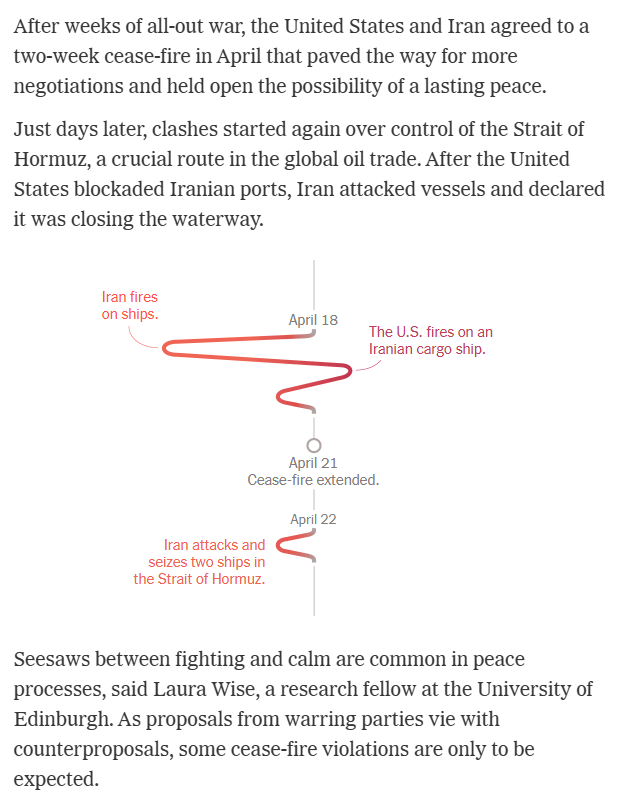 After weeks of all-out war, the United States and Iran agreed to a
two-week cease-fire in April that paved the way for more
negotiations and held open the possibility of a lasting peace.
Just days later, clashes started again over control of the Strait of
Hormuz, a crucial route in the global oil trade. After the United
States blockaded Iranian ports, Iran attacked vessels and declared
it was closing the waterway.
Iran fires
on ships.
April 18
The U.S. fires on an
Iranian cargo ship.
April 21
Cease-fire extended.
April 22
Iran attacks and
seizes two ships in
the Strait of Hormuz.
Seesaws between fighting and calm are common in peace
processes, said Laura Wise, a research fellow at the University of
Edinburgh. As proposals from warring parties vie with
counterproposals, some cease-fire violations are only to be
expected.